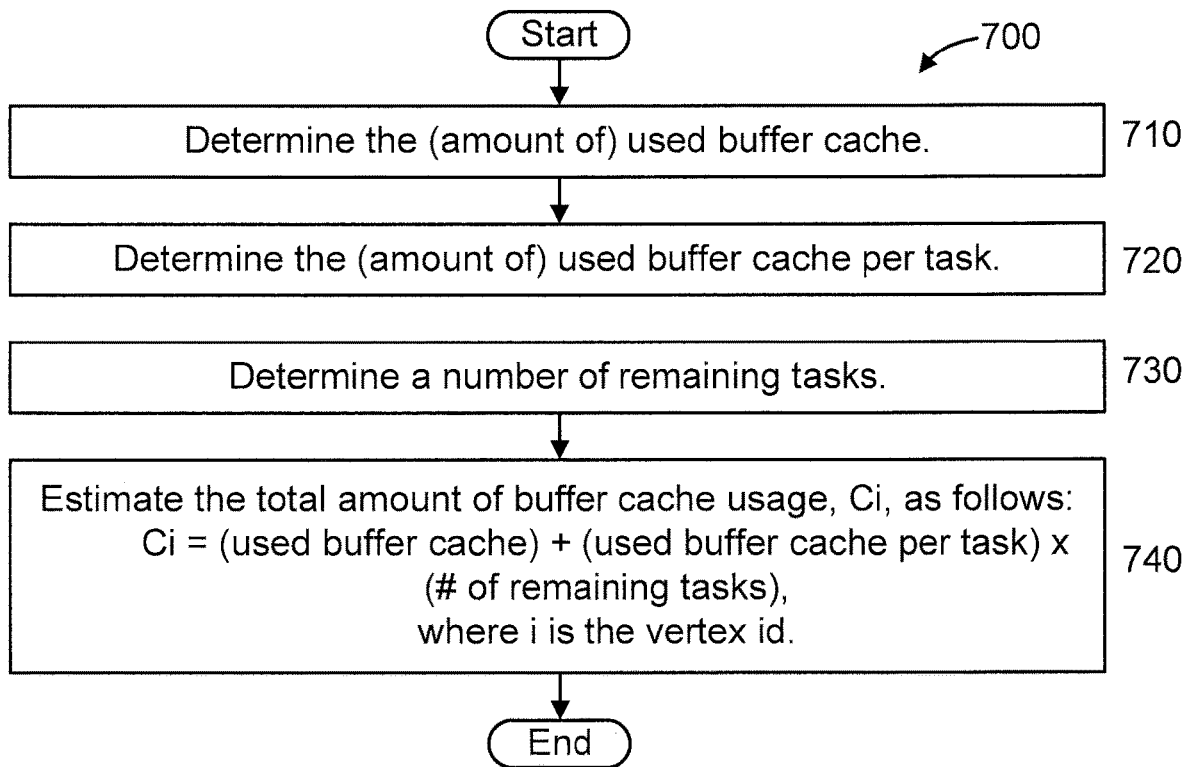 Start
700
Determine the (amount of) used buffer cache.
710
Determine the (amount of) used buffer cache per task.
720
Determine a number of remaining tasks.
730
Estimate the total amount of buffer cache usage, Ci, as follows:
Ci = (used buffer cache) + (used buffer cache per task) x
(# of remaining tasks),
where i is the vertex id.
740
End